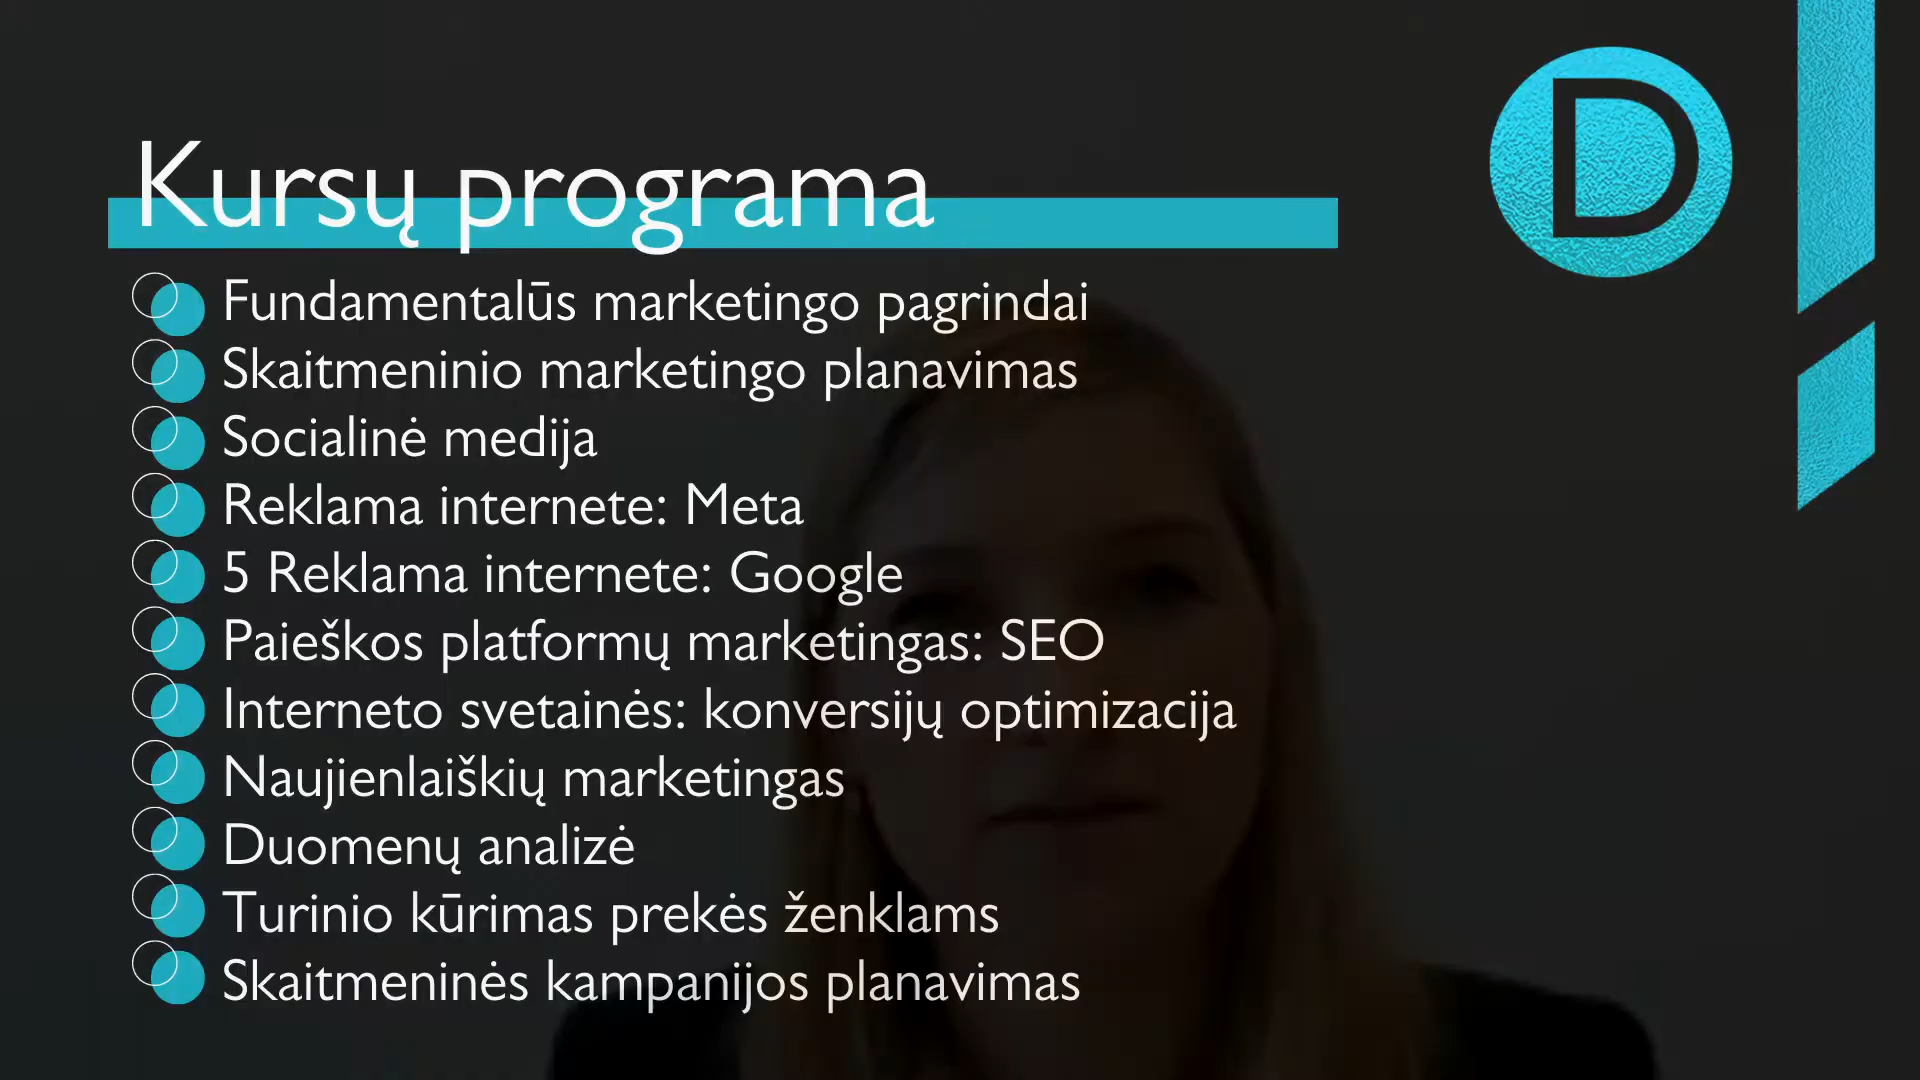 D
Kursų programa
Fundamentalūs marketingo pagrindai
Skaitmeninio marketingo planavimas
Socialinė medija
Reklama internete: Meta
5 Reklama internete: Google
Paieškos platformų marketingas: SEO
Interneto svetainės: konversijų optimizacija
Naujienlaiškių marketingas
Duomenų analizė
Turinio kūrimas prekės ženklams
Skaitmeninės kampanijos planavimas